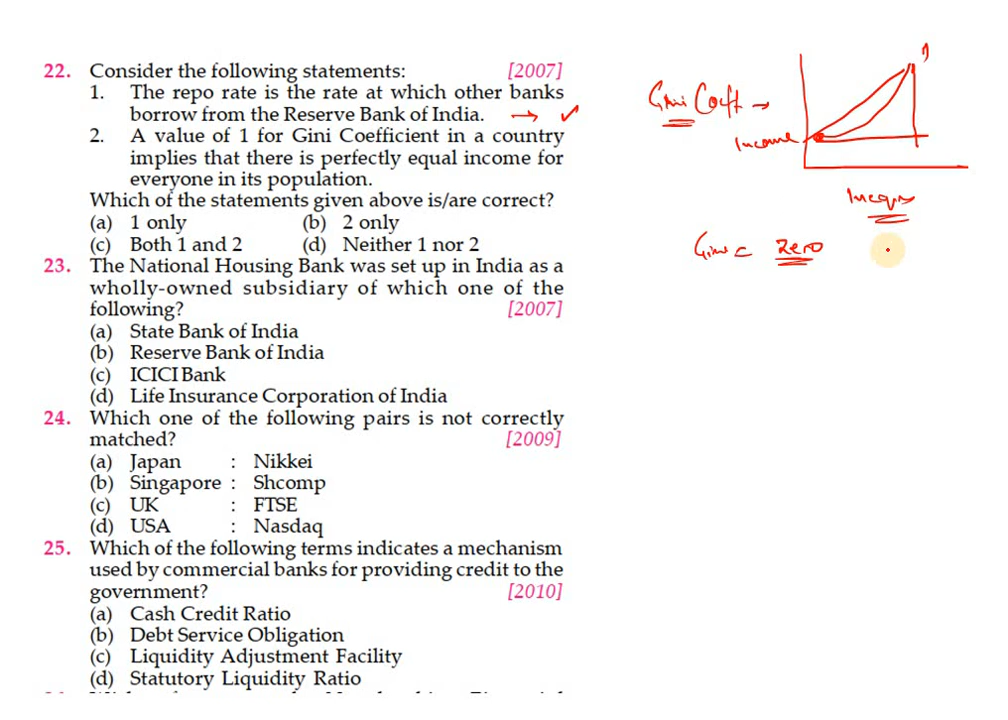 22. Consider the following statements: [2007]
1. The repo rate is the rate at which other banks
borrow from the Reserve Bank of India.
2. A value of 1 for Gini Coefficient in a country
implies that there is perfectly equal income for
everyone in its population.
Which of the statements given above is/are correct?
(a) 1 only (b) 2 only
(c) Both 1 and 2 (d) Neither 1 nor 2
23. The National Housing Bank was set up in India as a
wholly-owned subsidiary of which one of the
following? [2007]
(a) State Bank of India
(b) Reserve Bank of India
(c) ICICI Bank
(d) Life Insurance Corporation of India
24. Which one of the following pairs is not correctly
matched? [2009]
(a) Japan : Nikkei
(b) Singapore : Shcomp
(c) UK : FTSE
(d) USA : Nasdaq
25. Which of the following terms indicates a mechanism
used by commercial banks for providing credit to the
government? [2010]
(a) Cash Credit Ratio
(b) Debt Service Obligation
(c) Liquidity Adjustment Facility
(d) Statutory Liquidity Ratio
Gini Coeft →
Income
Gini = Zero